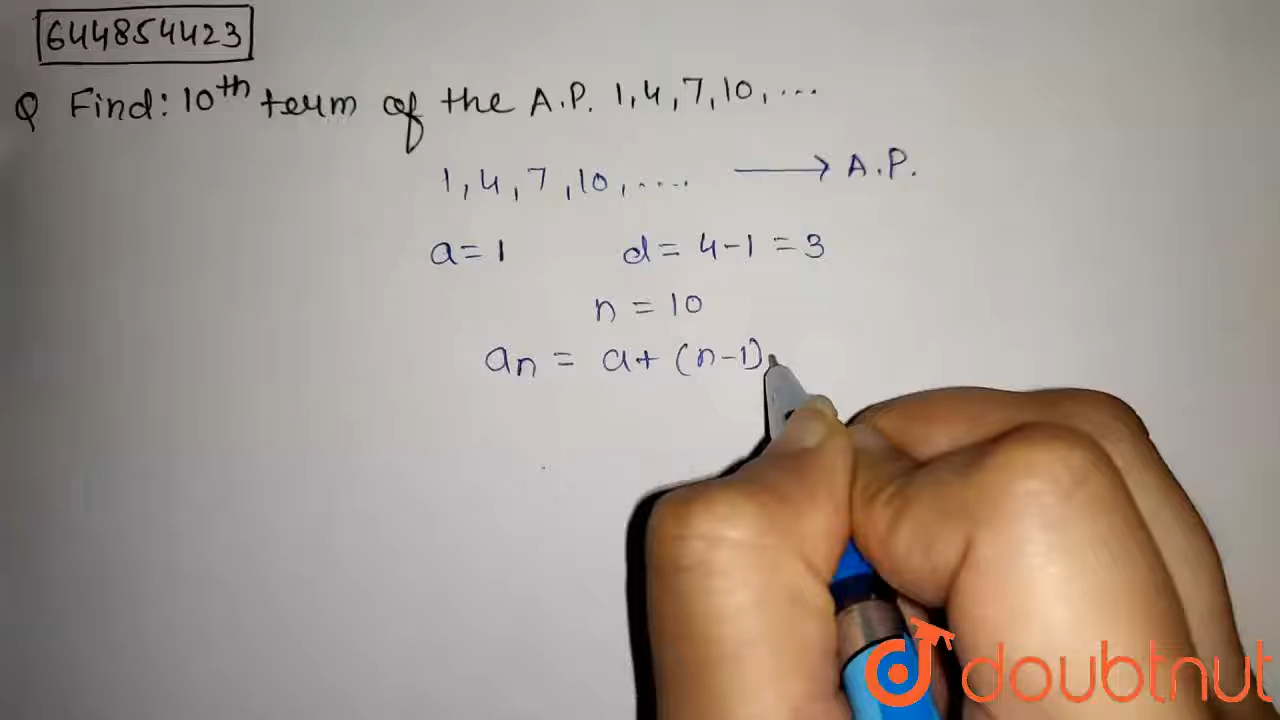 644854423
Q Find: 10th term of the A.P. 1, 4, 7, 10, ...
1, 4, 7, 10, .... ⟶ A.P.
a = 1 d = 4 - 1 = 3
n = 10
an = a + (n - 1)
doubtnut